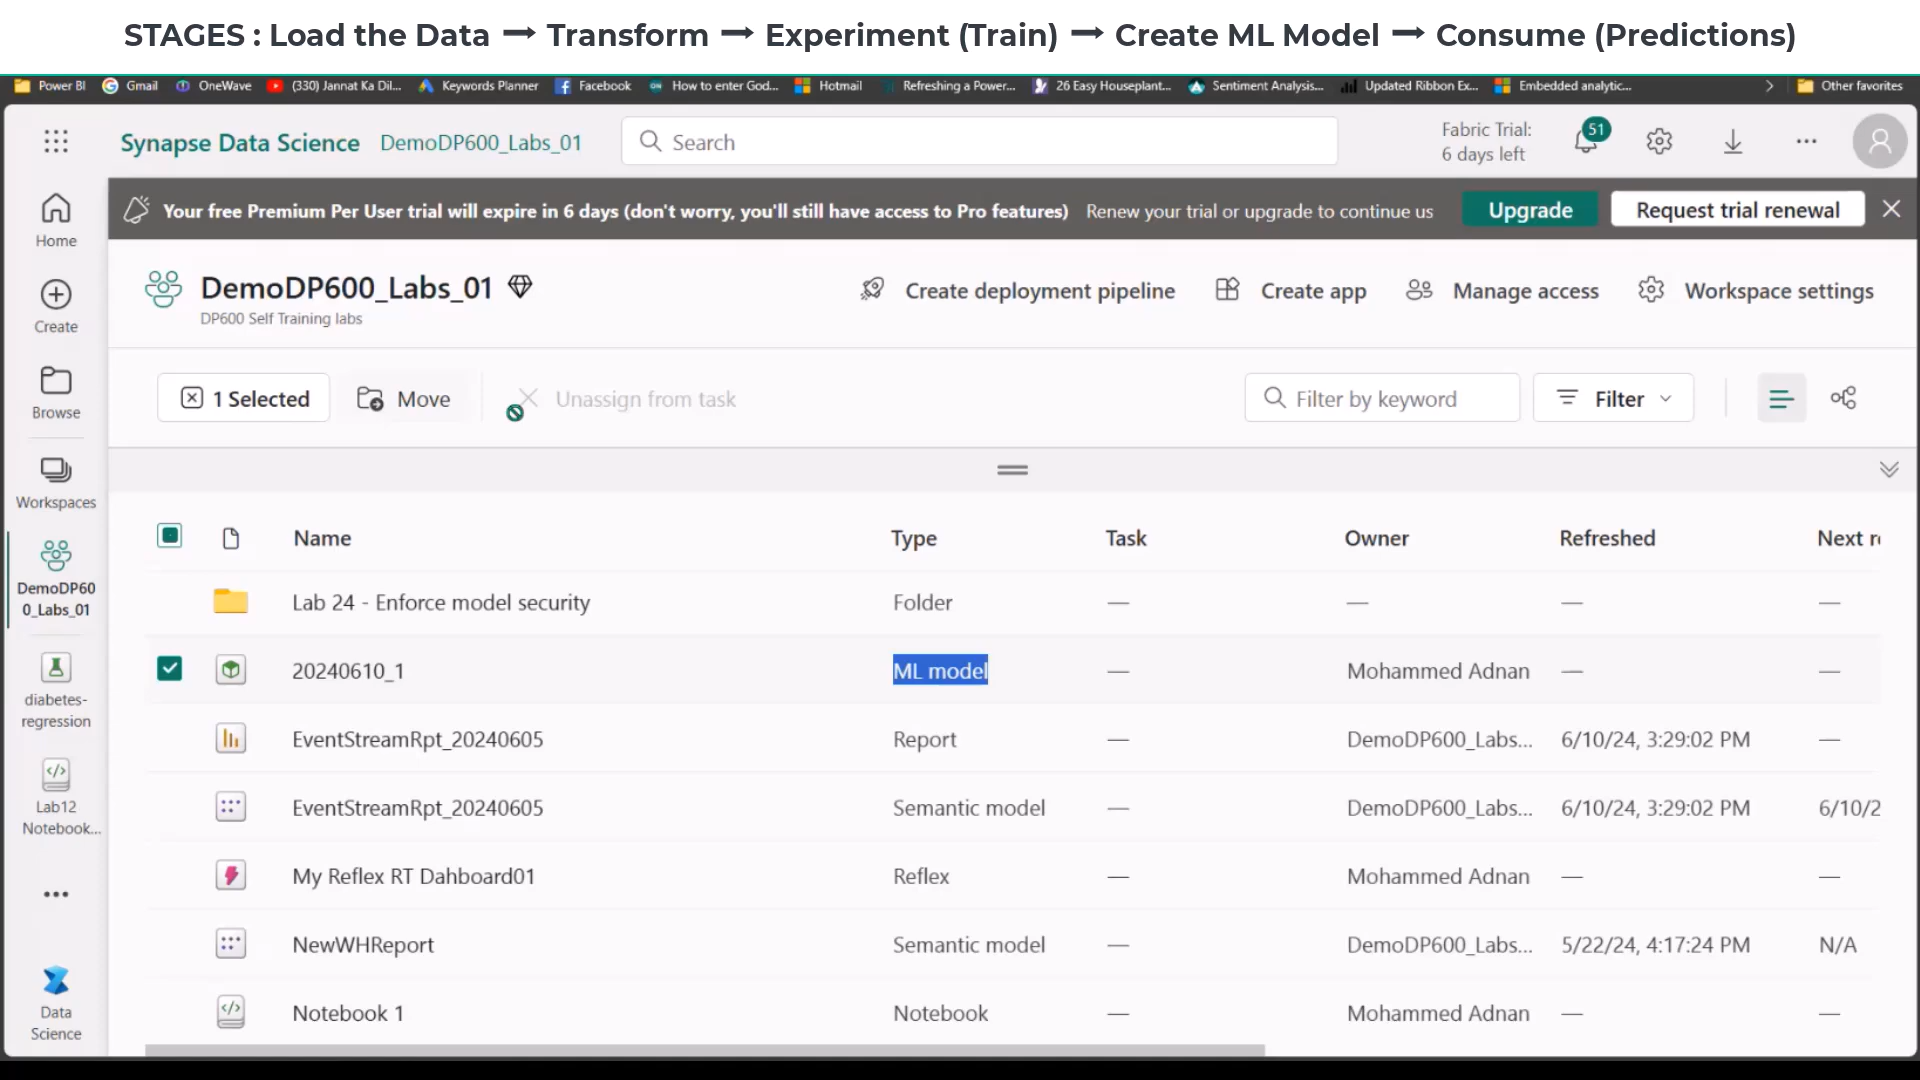 STAGES : Load the Data → Transform → Experiment (Train) → Create ML Model → Consume (Predictions)
Power BI Gmail OneWave (330) Jannat Ka Dil... Keywords Planner Facebook How to enter God... Hotmail Refreshing a Power... 26 Easy Houseplant... Sentiment Analysis... Updated Ribbon Ex... Embedded analytic... Other favorites
Synapse Data Science DemoDP600_Labs_01 Search Fabric Trial: 51
6 days left
Your free Premium Per User trial will expire in 6 days (don't worry, you'll still have access to Pro features) Renew your trial or upgrade to continue us Upgrade Request trial renewal
Home
Create
Browse
Workspaces
DemoDP60
0_Labs_01
diabetes-
regression
Lab12
Notebook...
Data
Science
DemoDP600_Labs_01 Create deployment pipeline Create app Manage access Workspace settings
DP600 Self Training labs
1 Selected Move Unassign from task Filter by keyword Filter
Name Type Task Owner Refreshed Next r
Lab 24 - Enforce model security Folder — — — —
20240610_1 ML model — Mohammed Adnan — —
EventStreamRpt_20240605 Report — DemoDP600_Labs... 6/10/24, 3:29:02 PM —
EventStreamRpt_20240605 Semantic model — DemoDP600_Labs... 6/10/24, 3:29:02 PM 6/10/2
My Reflex RT Dahboard01 Reflex — Mohammed Adnan — —
NewWHReport Semantic model — DemoDP600_Labs... 5/22/24, 4:17:24 PM N/A
Notebook 1 Notebook — Mohammed Adnan — —